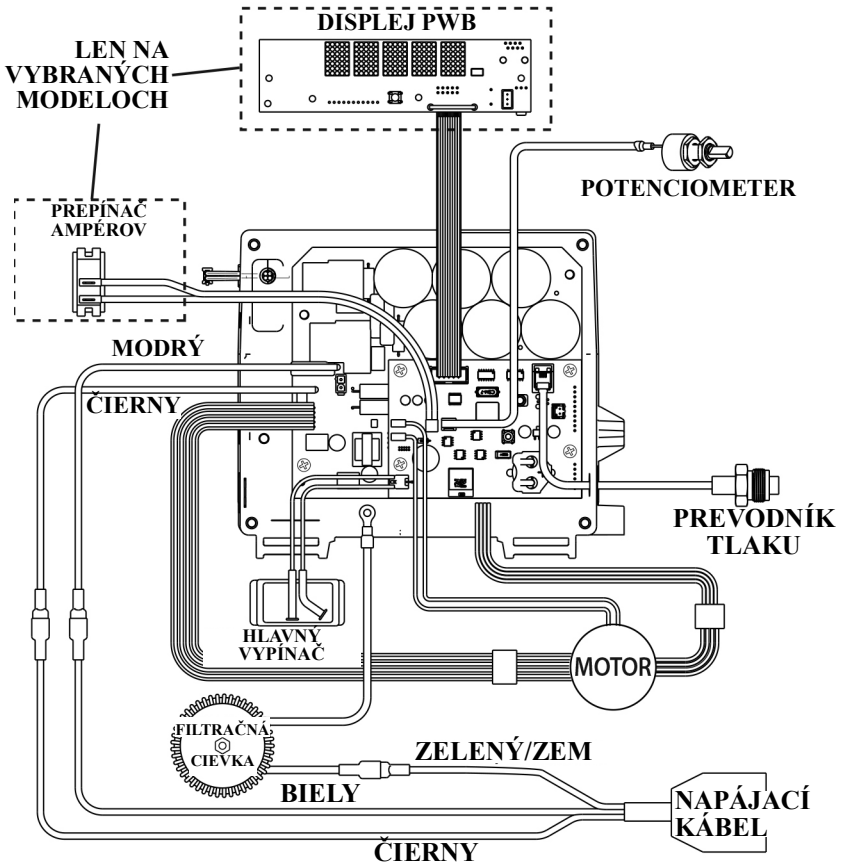 DISPLEJ PWB
LEN NA
VYBRANÝCH
MODELOCH
POTENCIOMETER
PREPÍNAČ
AMPÉROV
MODRÝ
ČIERNY
PREVODNÍK
TLAKU
HLAVNÝ
VYPÍNAČ
MOTOR
FILTRAČNÁ
CIEVKA
ZELENÝ/ZEM
BIELY
NAPÁJACÍ
KÁBEL
ČIERNY